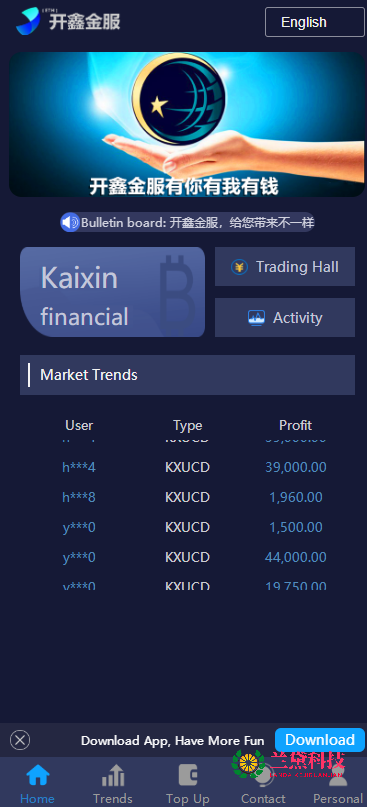 开鑫金服
English
开鑫金服有你有我有钱
Bulletin board: 开鑫金服，给您带来不一样
Kaixin
financial
Trading Hall
Activity
Market Trends
User Type Profit
h***4 KXUCD 39,000.00
h***8 KXUCD 1,960.00
y***0 KXUCD 1,500.00
y***0 KXUCD 44,000.00
y***0 KXUCD 19,750.00
Download App, Have More Fun Download
兰黛科技
Home Trends Top Up Contact Personal